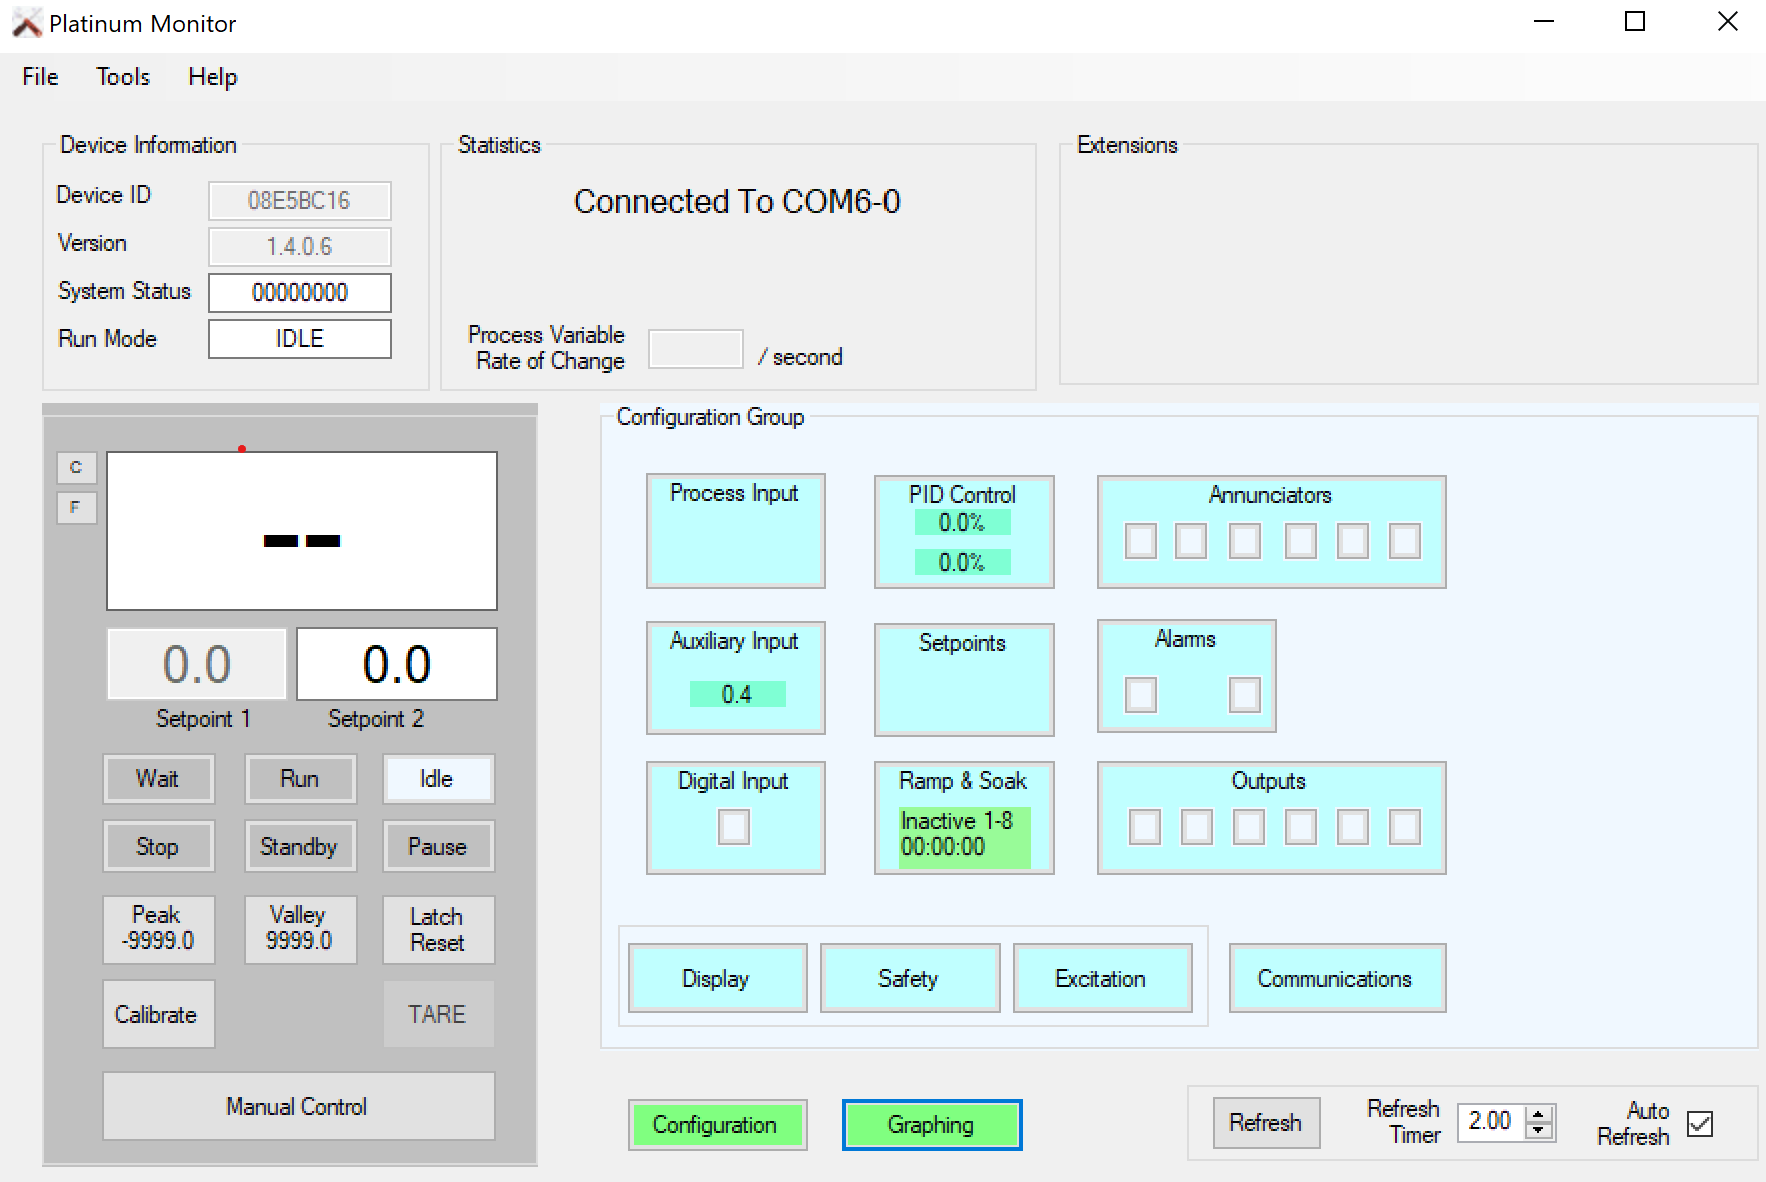 Platinum Monitor
File Tools Help
Device Information
Device ID 08E5BC16
Version 1.4.0.6
System Status 00000000
Run Mode IDLE
Statistics
Connected To COM6-0
Process Variable
Rate of Change / second
Extensions
C
F
--
0.0 0.0
Setpoint 1 Setpoint 2
Wait Run Idle
Stop Standby Pause
Peak
-9999.0
Valley
9999.0
Latch
Reset
Calibrate TARE
Manual Control
Configuration Group
Process Input
PID Control
0.0%
0.0%
Annunciators
Auxiliary Input
0.4
Setpoints
Alarms
Digital Input
Ramp & Soak
Inactive 1-8
00:00:00
Outputs
Display Safety Excitation Communications
Configuration Graphing
Refresh
Refresh
Timer
2.00
Auto
Refresh